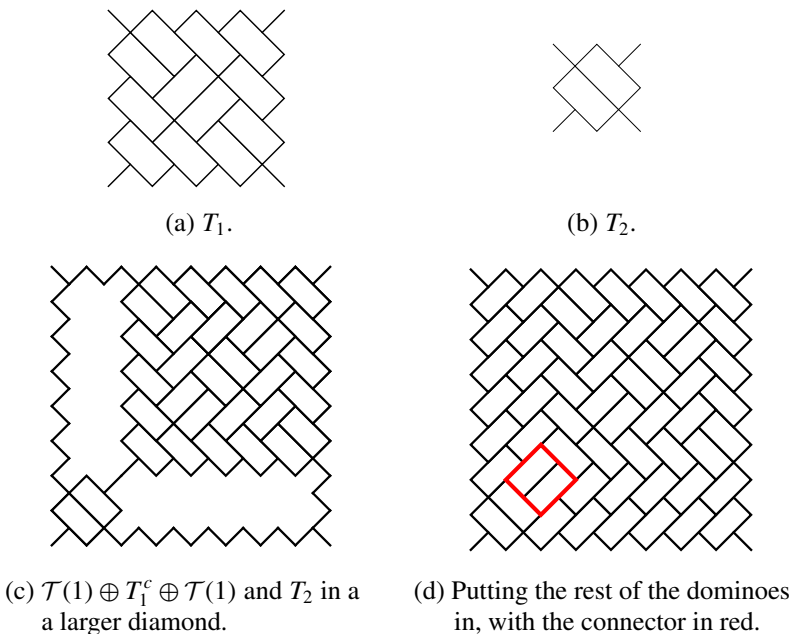 (a) T₁.
(b) T₂.
(c) 𝒯(1) ⊕ T₁ᶜ ⊕ 𝒯(1) and T₂ in a
a larger diamond.
(d) Putting the rest of the dominoes
in, with the connector in red.